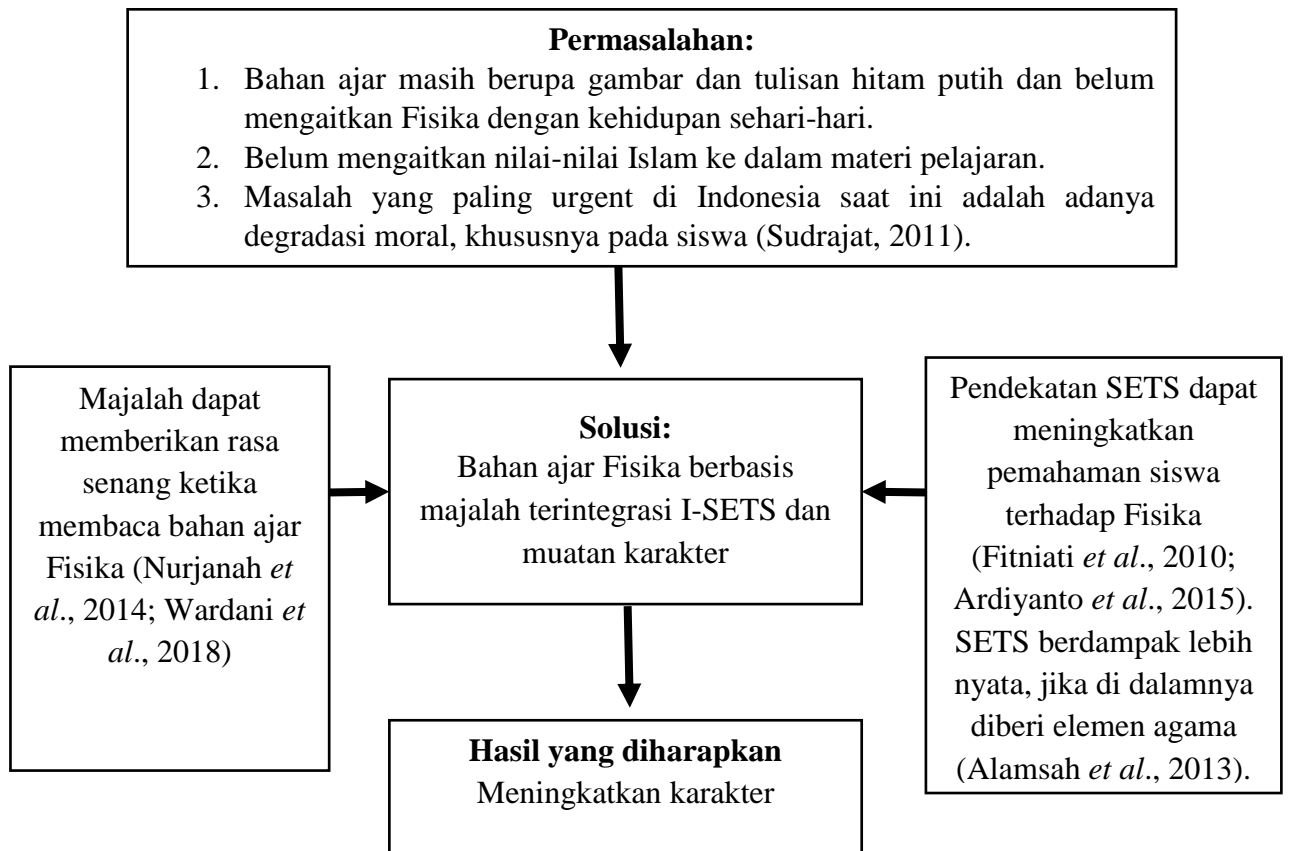 Permasalahan:
1. Bahan ajar masih berupa gambar dan tulisan hitam putih dan belum
mengaitkan Fisika dengan kehidupan sehari-hari.
2. Belum mengaitkan nilai-nilai Islam ke dalam materi pelajaran.
3. Masalah yang paling urgent di Indonesia saat ini adalah adanya
degradasi moral, khususnya pada siswa (Sudrajat, 2011).
Majalah dapat
memberikan rasa
senang ketika
membaca bahan ajar
Fisika (Nurjanah et
al., 2014; Wardani et
al., 2018)
Solusi:
Bahan ajar Fisika berbasis
majalah terintegrasi I-SETS dan
muatan karakter
Pendekatan SETS dapat
meningkatkan
pemahaman siswa
terhadap Fisika
(Fitniati et al., 2010;
Ardiyanto et al., 2015).
SETS berdampak lebih
nyata, jika di dalamnya
diberi elemen agama
(Alamsah et al., 2013).
Hasil yang diharapkan
Meningkatkan karakter